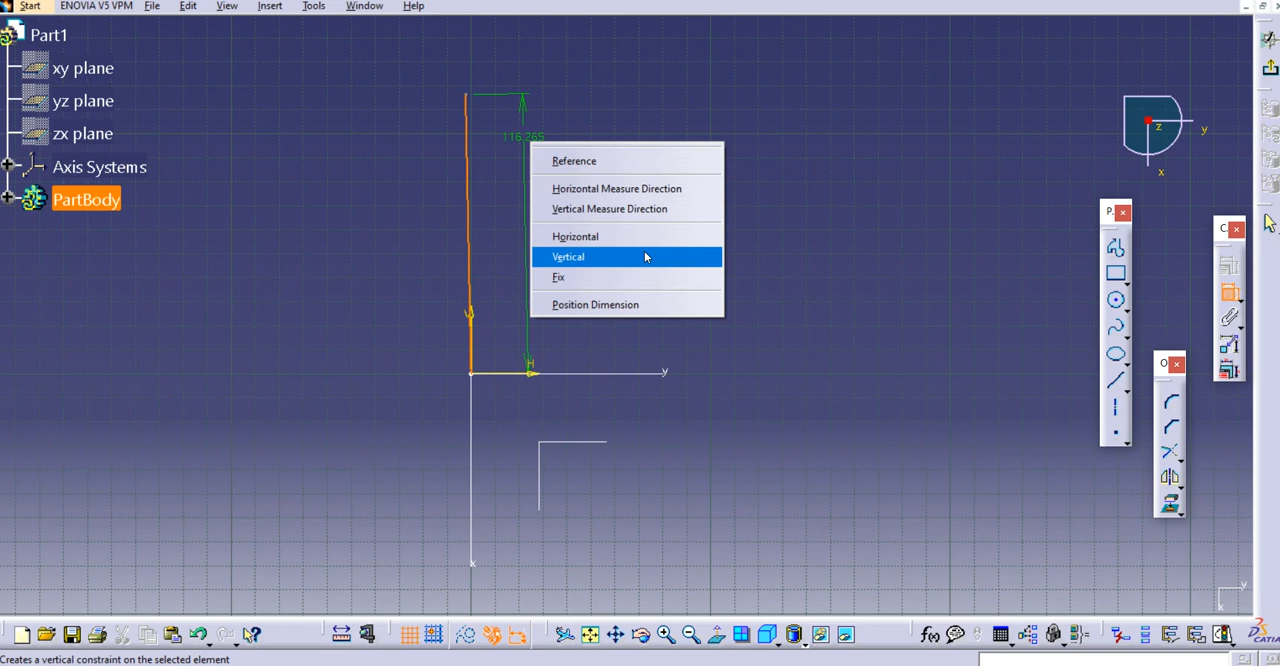 Start ENOVIA V5 VPM File Edit View Insert Tools Window Help
Part1
xy plane
yz plane
zx plane
Axis Systems
PartBody
116.265
Reference
Horizontal Measure Direction
Vertical Measure Direction
Horizontal
Vertical
Fix
Position Dimension
H
y
x
z
y
x
P..
C..
O..
y
x
f(x)
CATIA
Creates a vertical constraint on the selected element